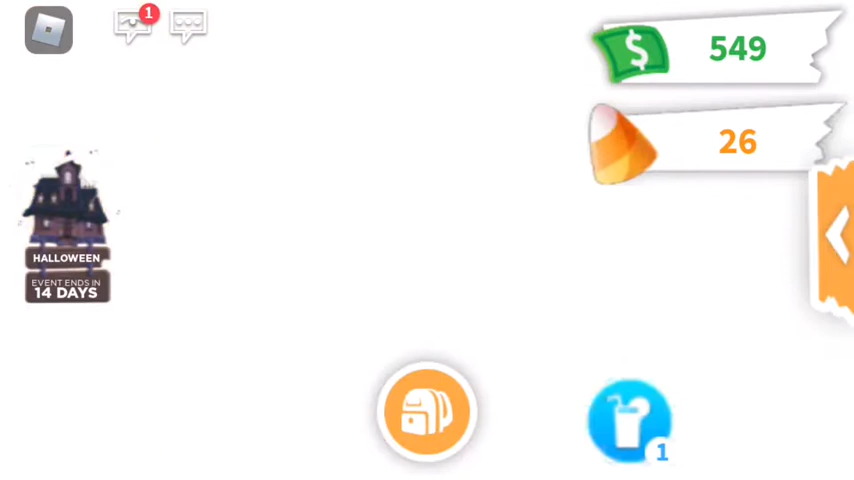 1
549
26
HALLOWEEN
EVENT ENDS IN
14 DAYS
1